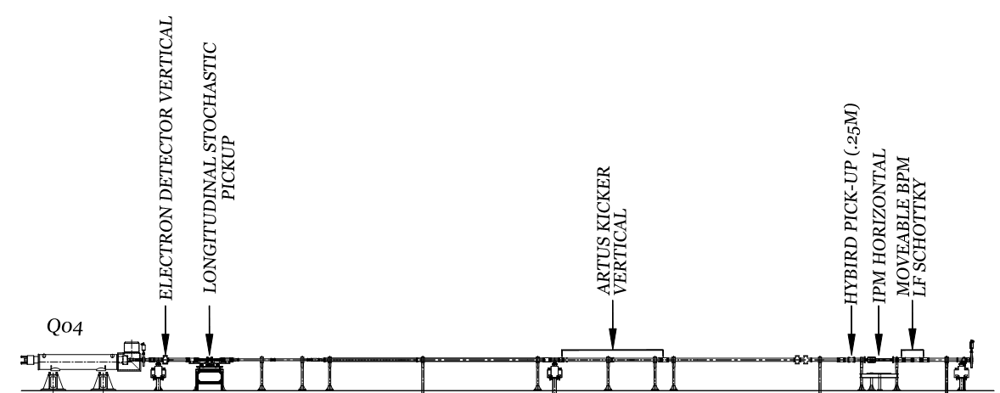 ELECTRON DETECTOR VERTICAL
LONGITUDINAL STOCHASTIC
PICKUP
ARTUS KICKER
VERTICAL
HYBIRD PICK-UP (.25M)
IPM HORIZONTAL
MOVEABLE BPM
LF SCHOTTKY
Q04